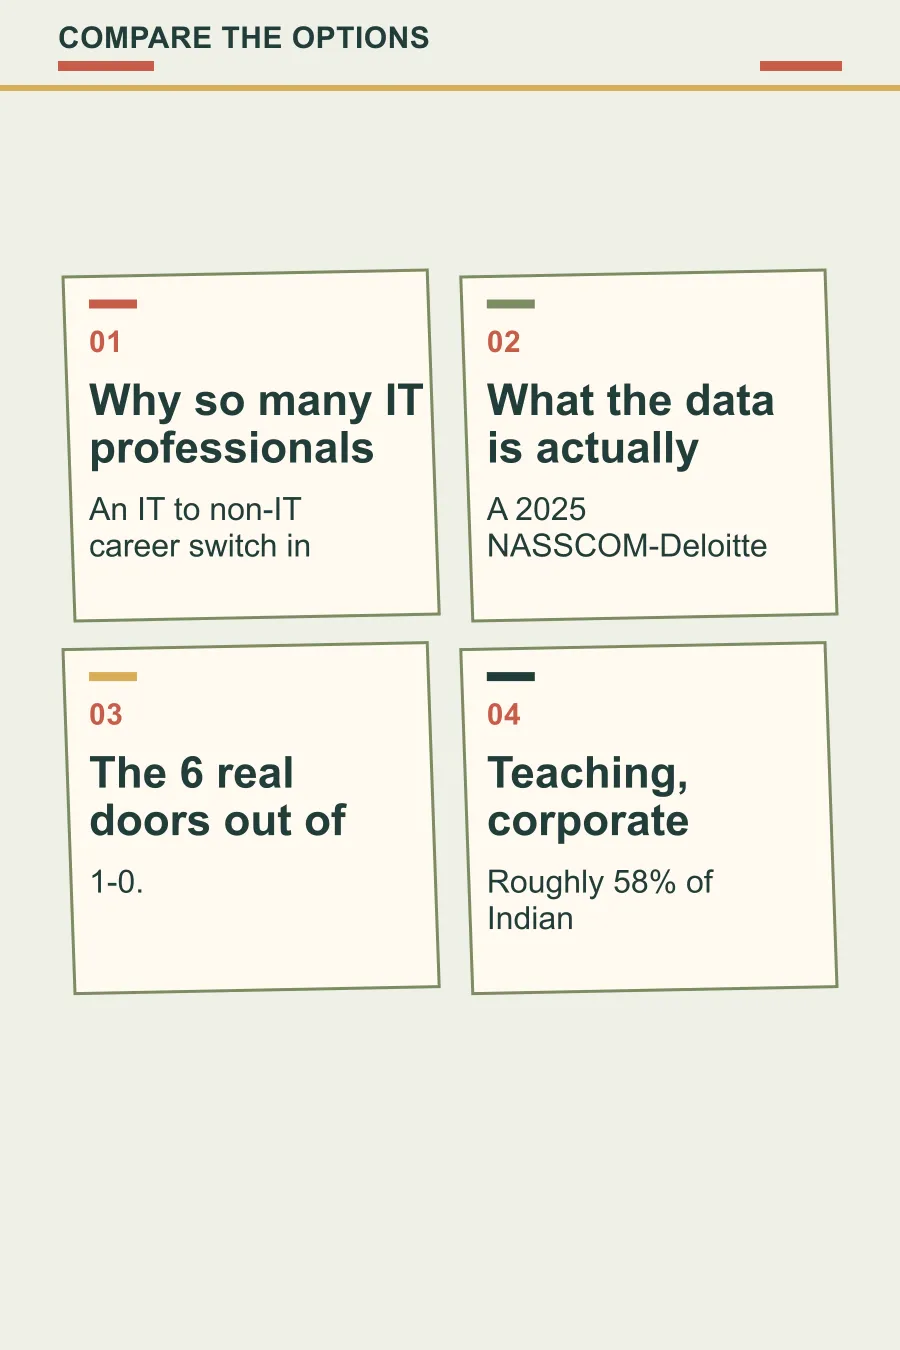 COMPARE THE OPTIONS
01
Why so many IT
professionals
An IT to non-IT
career switch in
02
What the data
is actually
A 2025
NASSCOM-Deloitte
03
The 6 real
doors out of
1-0.
04
Teaching,
corporate
Roughly 58% of
Indian